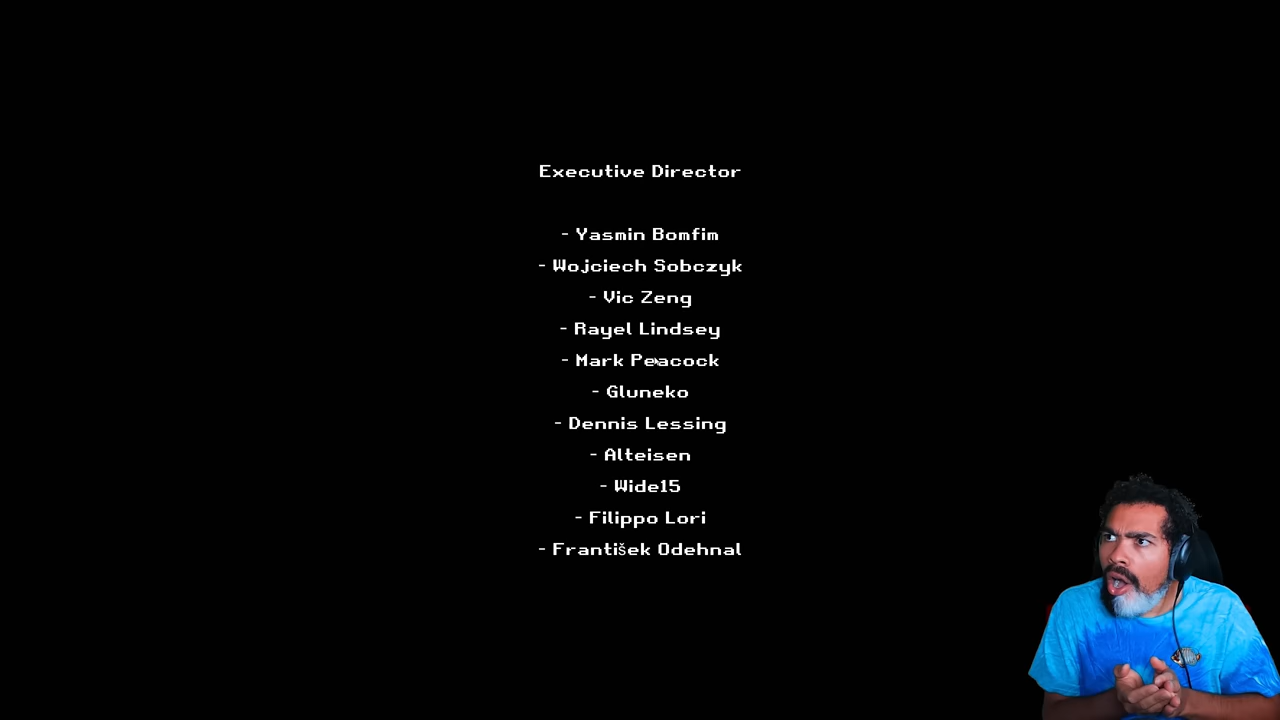 Executive Director
- Yasmin Bomfim
- Wojciech Sobczyk
- Vic Zeng
- Rayel Lindsey
- Mark Peacock
- Gluneko
- Dennis Lessing
- Alteisen
- Wide15
- Filippo Lori
- František Odehnal